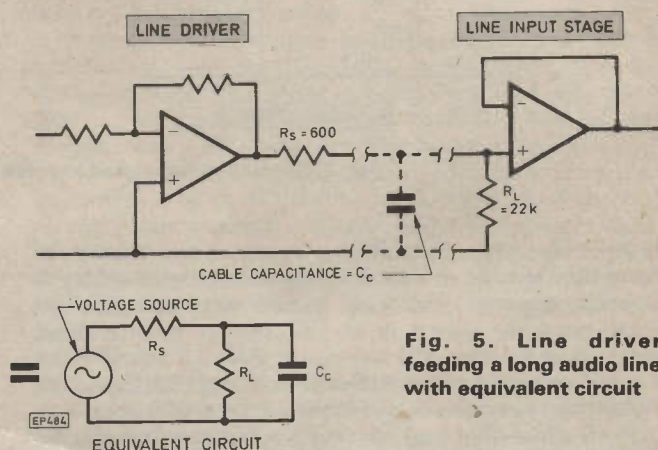 LINE DRIVER
LINE INPUT STAGE
−
+
RS = 600
−
+
RL
= 22k
CABLE CAPACITANCE = CC
VOLTAGE SOURCE
RS
RL
CC
=
EP484
EQUIVALENT CIRCUIT
Fig. 5. Line driver
feeding a long audio line
with equivalent circuit